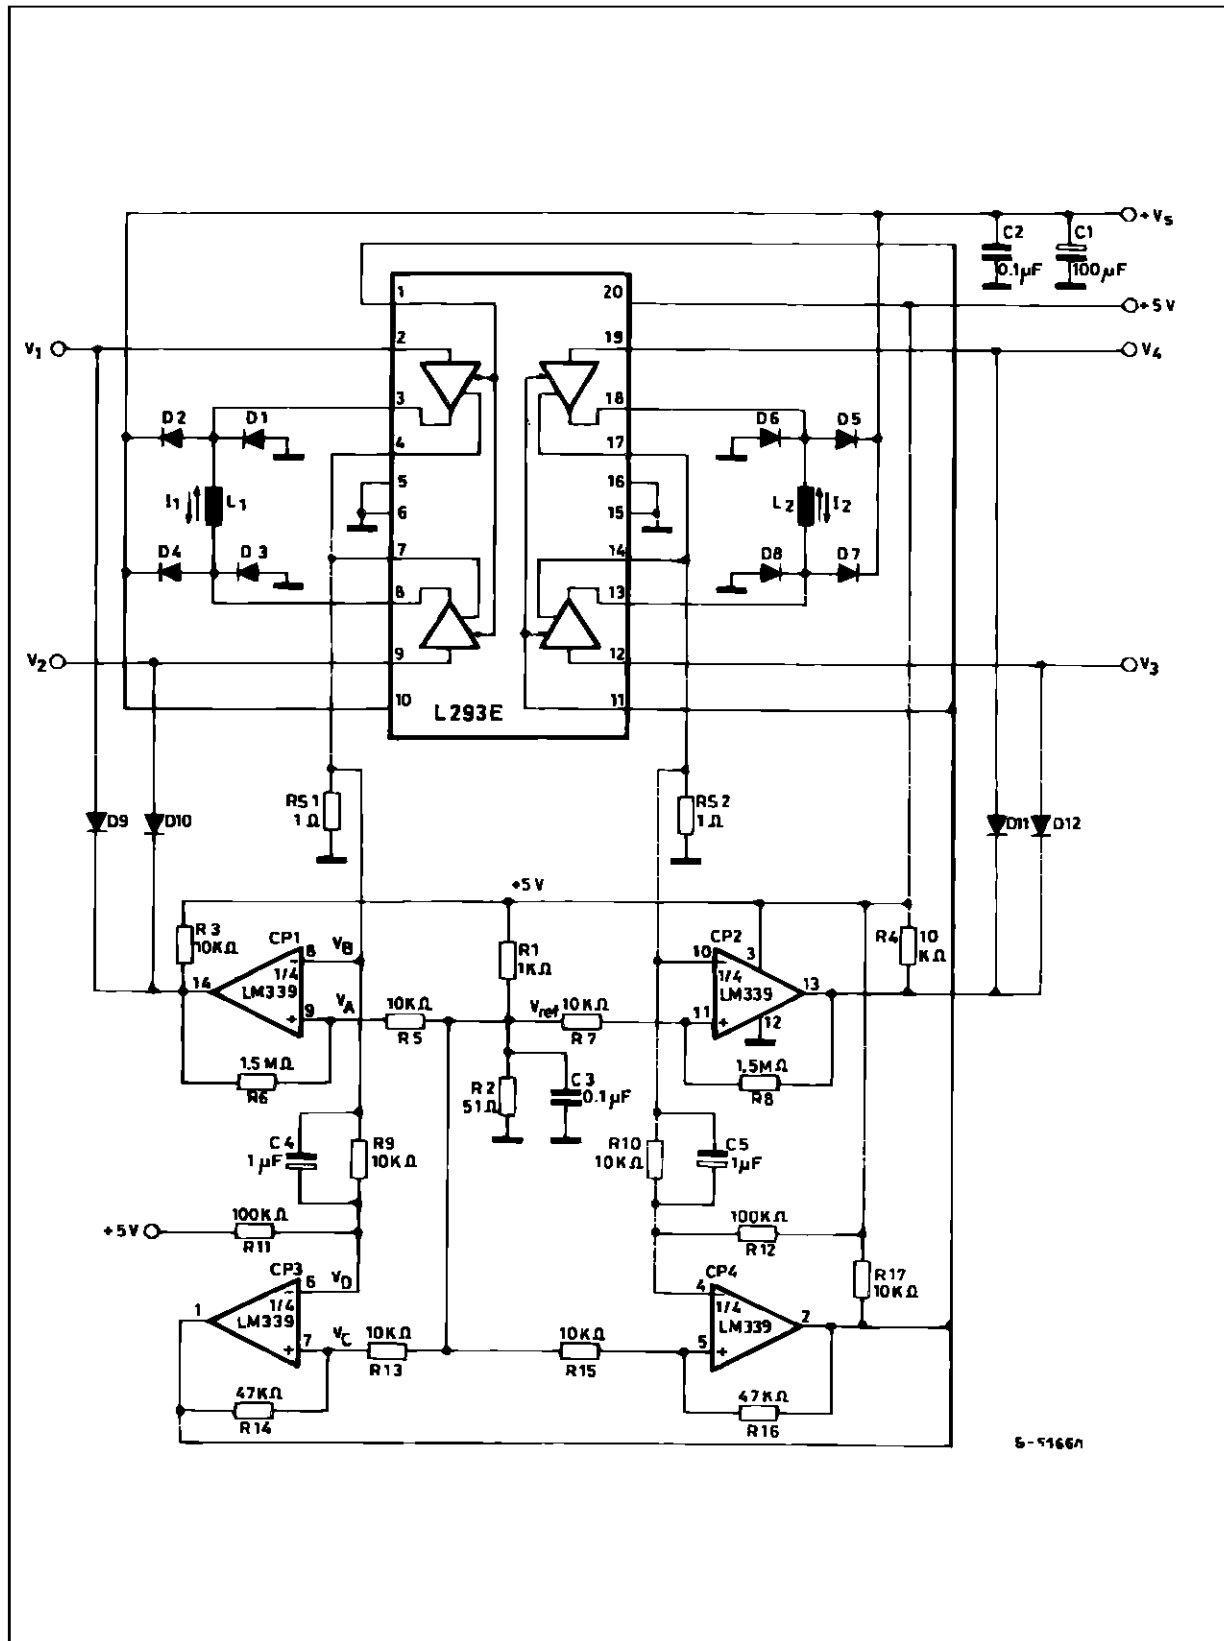 +Vs
C2
0.1µF
C1
100µF
+5V
1
20
V1
2
19
V4
3
18
D2
D1
D6
D5
4
17
5
16
I1
L1
L2
I2
6
15
7
14
D4
D3
D8
D7
8
13
V2
9
12
V3
10
11
L293E
RS1
1Ω
RS2
1Ω
D9
D10
D11
D12
+5V
R3
10KΩ
CP1
8
VB
R1
1KΩ
CP2
10
3
R4
10
KΩ
14
1/4
LM339
9
VA
10KΩ
R5
Vref
10KΩ
R7
1/4
LM339
11
13
12
1.5MΩ
R6
R2
51Ω
C3
0.1µF
1.5MΩ
R8
C4
1µF
R9
10KΩ
R10
10KΩ
C5
1µF
+5V
100KΩ
R11
100KΩ
R12
CP3
6
VD
CP4
4
R17
10KΩ
1
1/4
LM339
7
VC
10KΩ
R13
10KΩ
R15
1/4
LM339
5
2
47KΩ
R14
47KΩ
R16